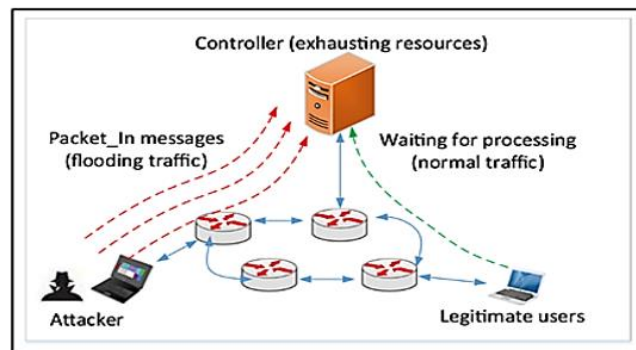 Controller (exhausting resources)
Packet_In messages
(flooding traffic)
Waiting for processing
(normal traffic)
Attacker
Legitimate users